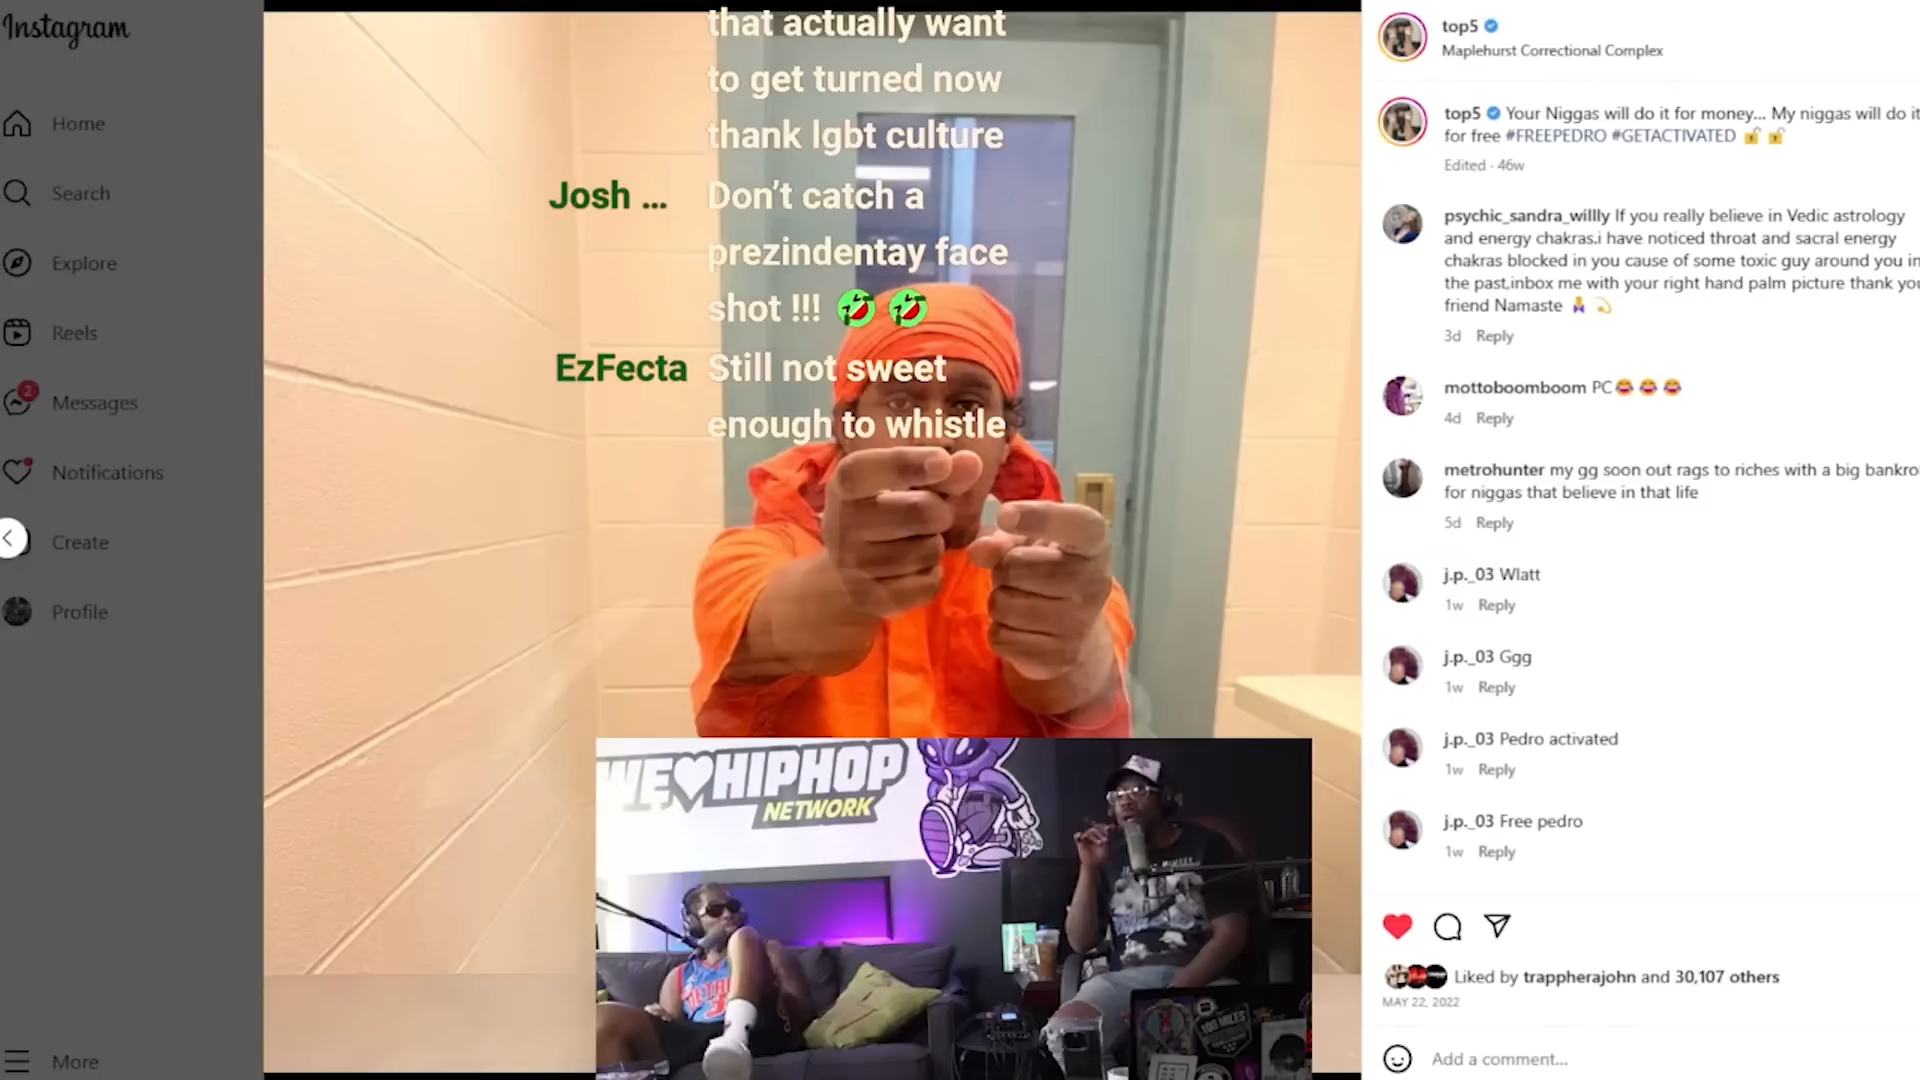 Instagram
Home
Search
Explore
Reels
2
Messages
Notifications
Create
Profile
More
that actually want
to get turned now
thank lgbt culture
Josh ... Don't catch a
prezindentay face
shot !!! 🤣 🤣
EzFecta Still not sweet
enough to whistle
WE♥HIPHOP
NETWORK
DETROIT
100 MILES
top5
Maplehurst Correctional Complex
top5 Your Niggas will do it for money... My niggas will do it
for free #FREEPEDRO #GETACTIVATED 🔓 🔓
Edited · 46w
psychic_sandra_willly If you really believe in Vedic astrology
and energy chakras.i have noticed throat and sacral energy
chakras blocked in you cause of some toxic guy around you in
the past,inbox me with your right hand palm picture thank you
friend Namaste 🧘‍♀️ 💫
3d Reply
mottoboomboom PC😂 😂 😂
4d Reply
metrohunter my gg soon out rags to riches with a big bankro
for niggas that believe in that life
5d Reply
j.p._03 Wlatt
1w Reply
j.p._03 Ggg
1w Reply
j.p._03 Pedro activated
1w Reply
j.p._03 Free pedro
1w Reply
Liked by trappherajohn and 30,107 others
MAY 22, 2022
Add a comment...